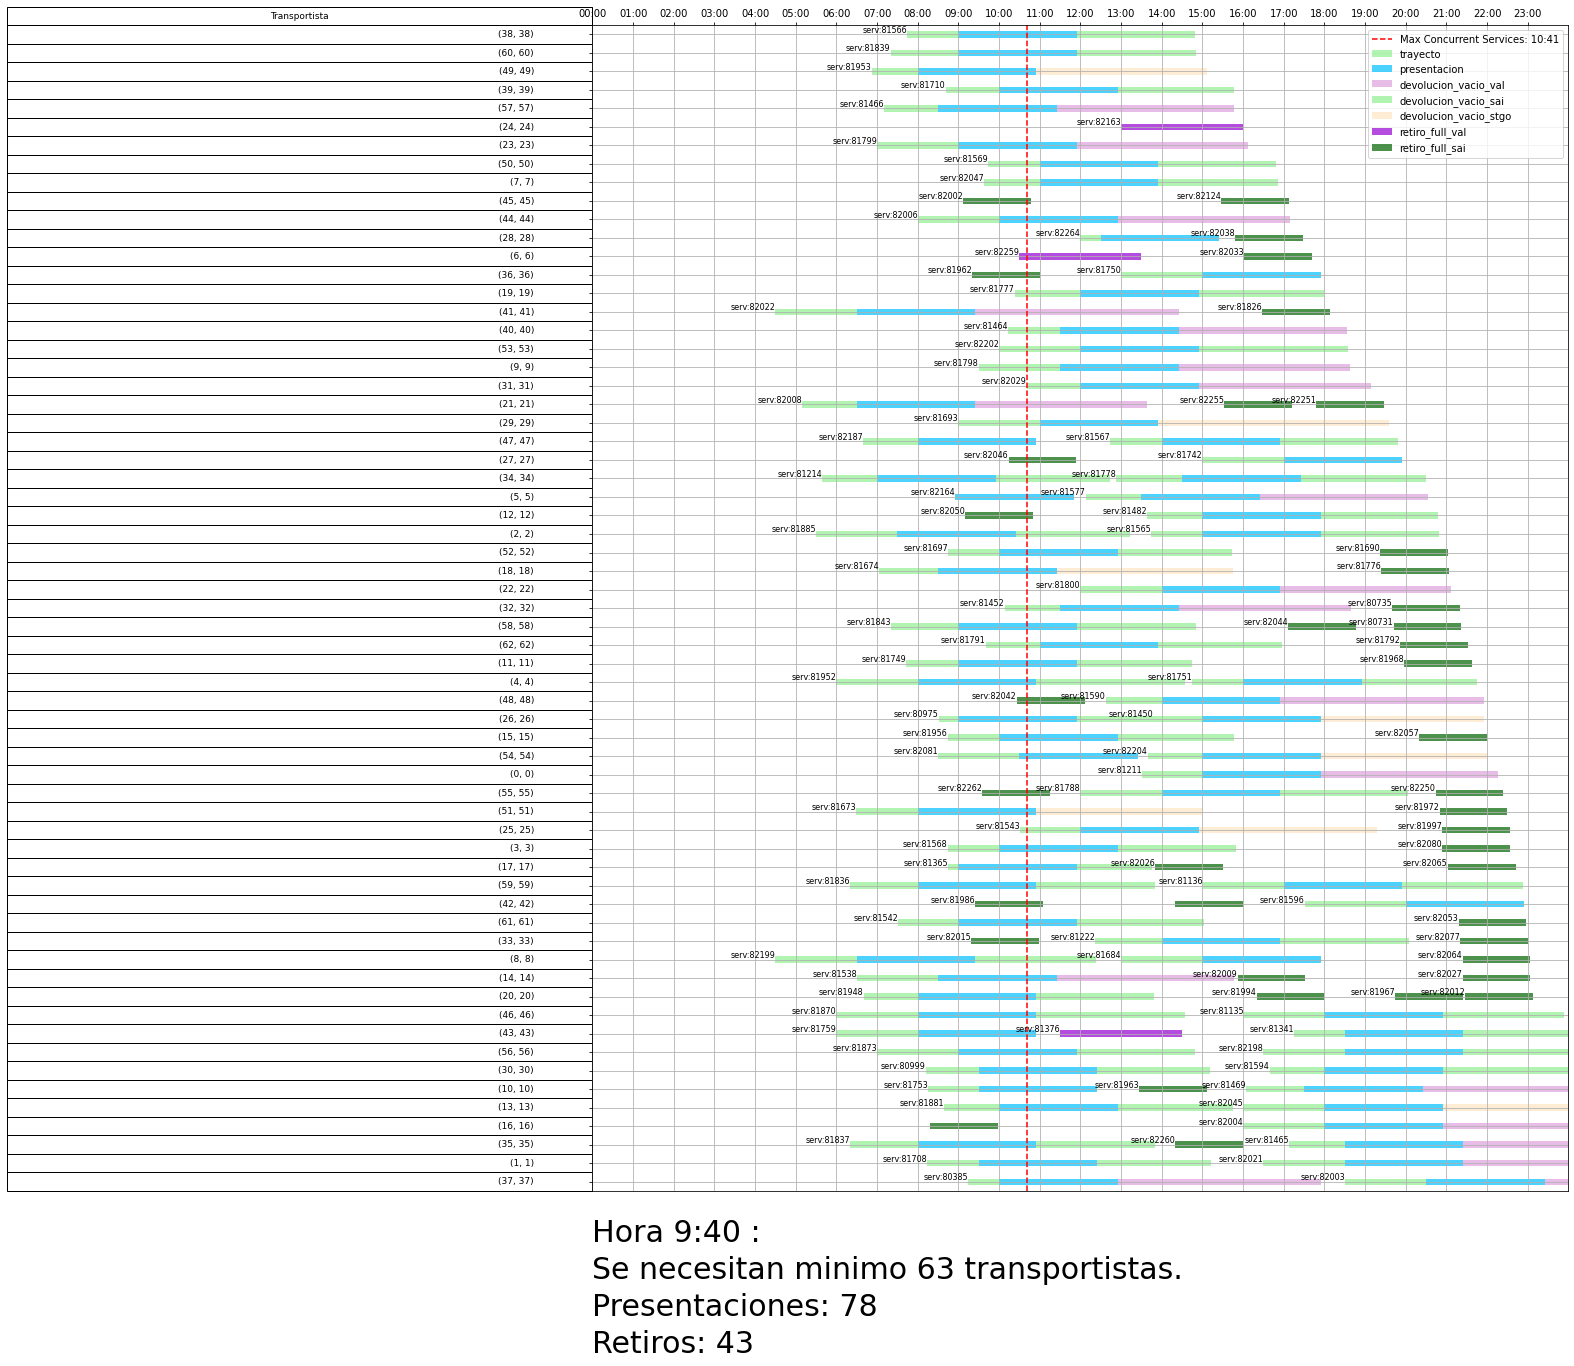 Transportista
00:00 01:00 02:00 03:00 04:00 05:00 06:00 07:00 08:00 09:00 10:00 11:00 12:00 13:00 14:00 15:00 16:00 17:00 18:00 19:00 20:00 21:00 22:00 23:00
Max Concurrent Services: 10:41
trayecto
presentacion
devolucion_vacio_val
devolucion_vacio_sai
devolucion_vacio_stgo
retiro_full_val
retiro_full_sai
(38, 38) serv:81566
(60, 60) serv:81839
(49, 49) serv:81953
(39, 39) serv:81710
(57, 57) serv:81466
(24, 24) serv:82163
(23, 23) serv:81799
(50, 50) serv:81569
(7, 7) serv:82047
(45, 45) serv:82002 serv:82124
(44, 44) serv:82006
(28, 28) serv:82264 serv:82038
(6, 6) serv:82259 serv:82033
(36, 36) serv:81962 serv:81750
(19, 19) serv:81777
(41, 41) serv:82022 serv:81826
(40, 40) serv:81464
(53, 53) serv:82202
(9, 9) serv:81798
(31, 31) serv:82029
(21, 21) serv:82008 serv:82255 serv:82251
(29, 29) serv:81693
(47, 47) serv:82187 serv:81567
(27, 27) serv:82046 serv:81742
(34, 34) serv:81214 serv:81778
(5, 5) serv:82164 serv:81577
(12, 12) serv:82050 serv:81482
(2, 2) serv:81885 serv:81565
(52, 52) serv:81697 serv:81690
(18, 18) serv:81674 serv:81776
(22, 22) serv:81800
(32, 32) serv:81452 serv:80735
(58, 58) serv:81843 serv:82044 serv:80731
(62, 62) serv:81791 serv:81792
(11, 11) serv:81749 serv:81968
(4, 4) serv:81952 serv:81751
(48, 48) serv:82042 serv:81590
(26, 26) serv:80975 serv:81450
(15, 15) serv:81956 serv:82057
(54, 54) serv:82081 serv:82204
(0, 0) serv:81211
(55, 55) serv:82262 serv:81788 serv:82250
(51, 51) serv:81673 serv:81972
(25, 25) serv:81543 serv:81997
(3, 3) serv:81568 serv:82080
(17, 17) serv:81365 serv:82026 serv:82065
(59, 59) serv:81836 serv:81136
(42, 42) serv:81986 serv:81596
(61, 61) serv:81542 serv:82053
(33, 33) serv:82015 serv:81222 serv:82077
(8, 8) serv:82199 serv:81684 serv:82064
(14, 14) serv:81538 serv:82009 serv:82027
(20, 20) serv:81948 serv:81994 serv:81967 serv:82012
(46, 46) serv:81870 serv:81135
(43, 43) serv:81759 serv:81376 serv:81341
(56, 56) serv:81873 serv:82198
(30, 30) serv:80999 serv:81594
(10, 10) serv:81753 serv:81963 serv:81469
(13, 13) serv:81881 serv:82045
(16, 16) serv:82004
(35, 35) serv:81837 serv:82260 serv:81465
(1, 1) serv:81708 serv:82021
(37, 37) serv:80385 serv:82003
Hora 9:40 :
Se necesitan minimo 63 transportistas.
Presentaciones: 78
Retiros: 43